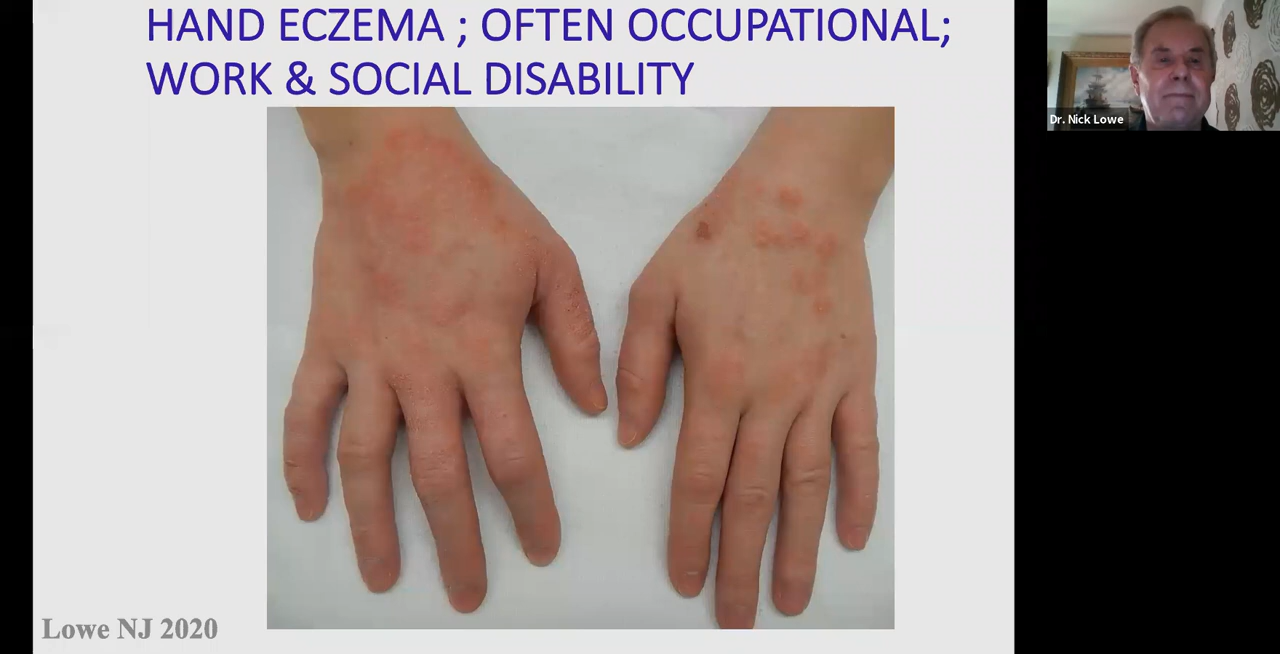 HAND ECZEMA ; OFTEN OCCUPATIONAL;
WORK & SOCIAL DISABILITY
Dr. Nick Lowe
Lowe NJ 2020